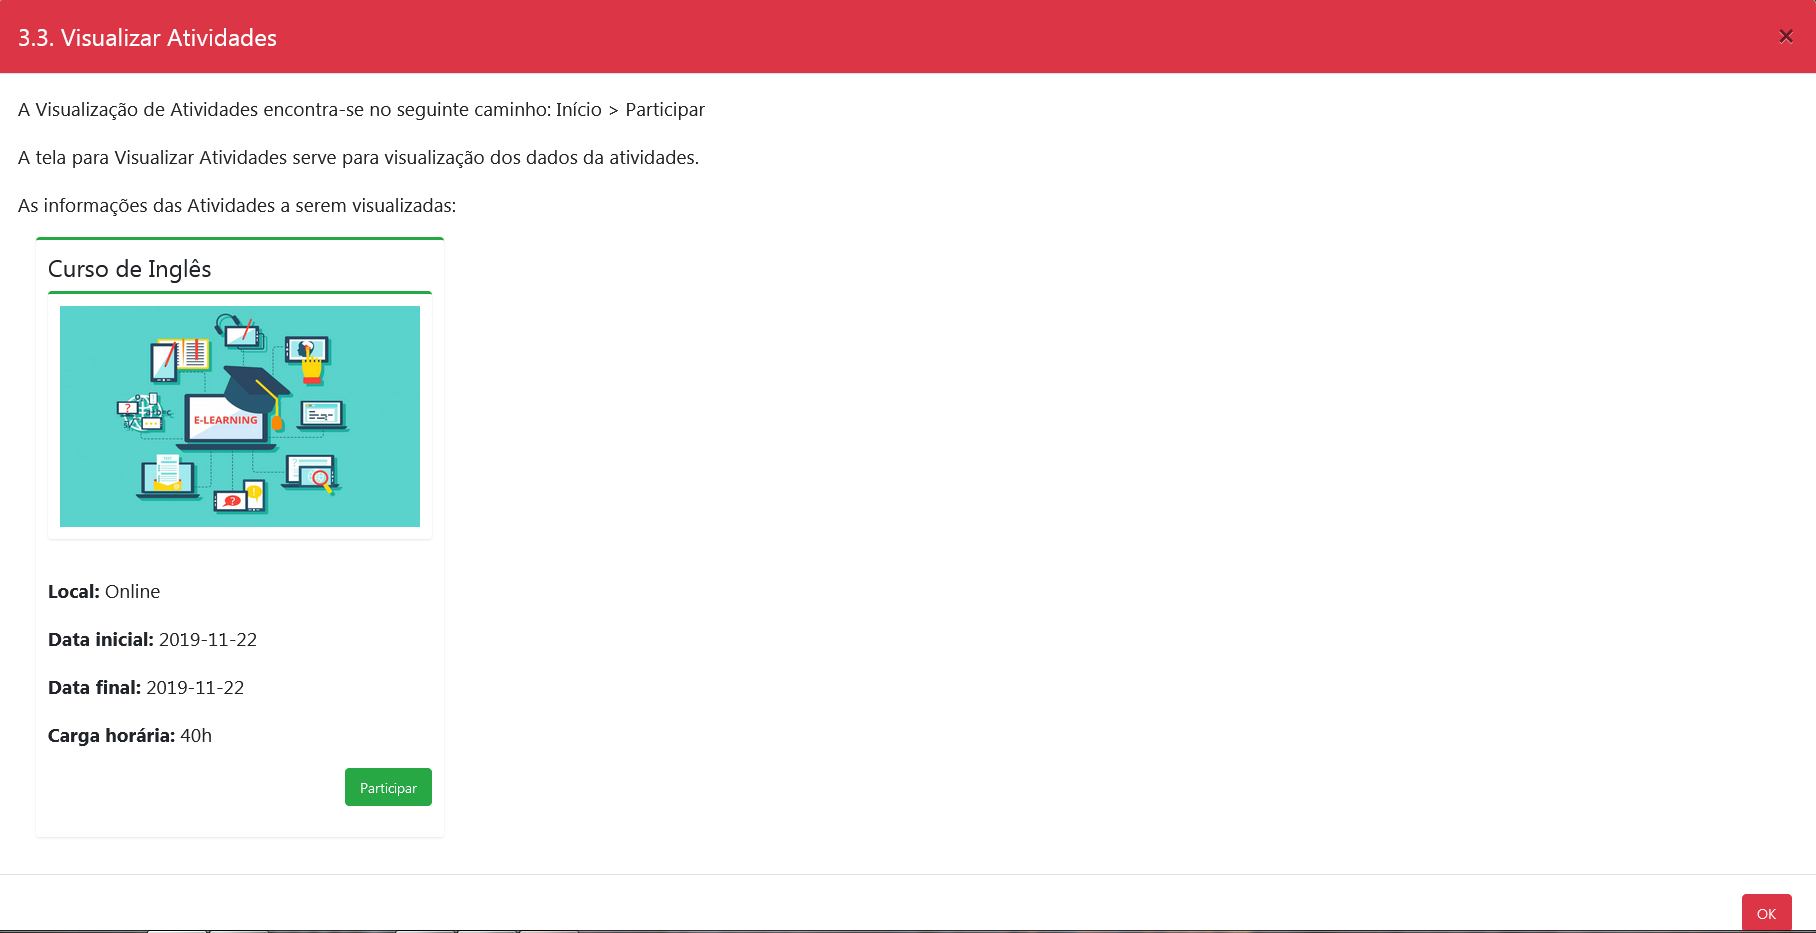 3.3. Visualizar Atividades
×
A Visualização de Atividades encontra-se no seguinte caminho: Início > Participar
A tela para Visualizar Atividades serve para visualização dos dados da atividades.
As informações das Atividades a serem visualizadas:
Curso de Inglês
E-LEARNING
Local: Online
Data inicial: 2019-11-22
Data final: 2019-11-22
Carga horária: 40h
Participar
OK